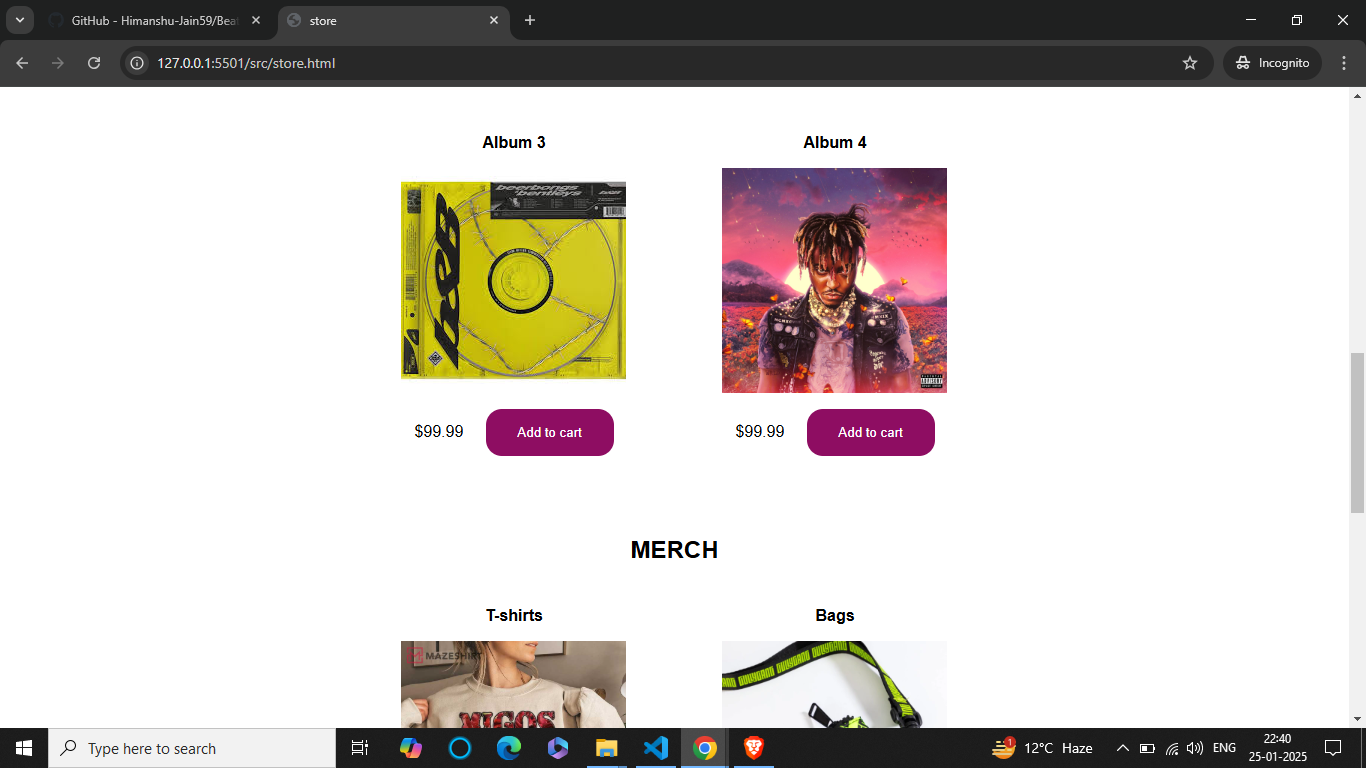 GitHub - Himanshu-Jain59/Beat
store
127.0.0.1:5501/src/store.html
Incognito
Album 3
Album 4
beerbongs
bentleys
$99.99
Add to cart
$99.99
Add to cart
MERCH
T-shirts
Bags
MAZESHIRT
MIGOS
Type here to search
1
12°C Haze
ENG
22:40
25-01-2025